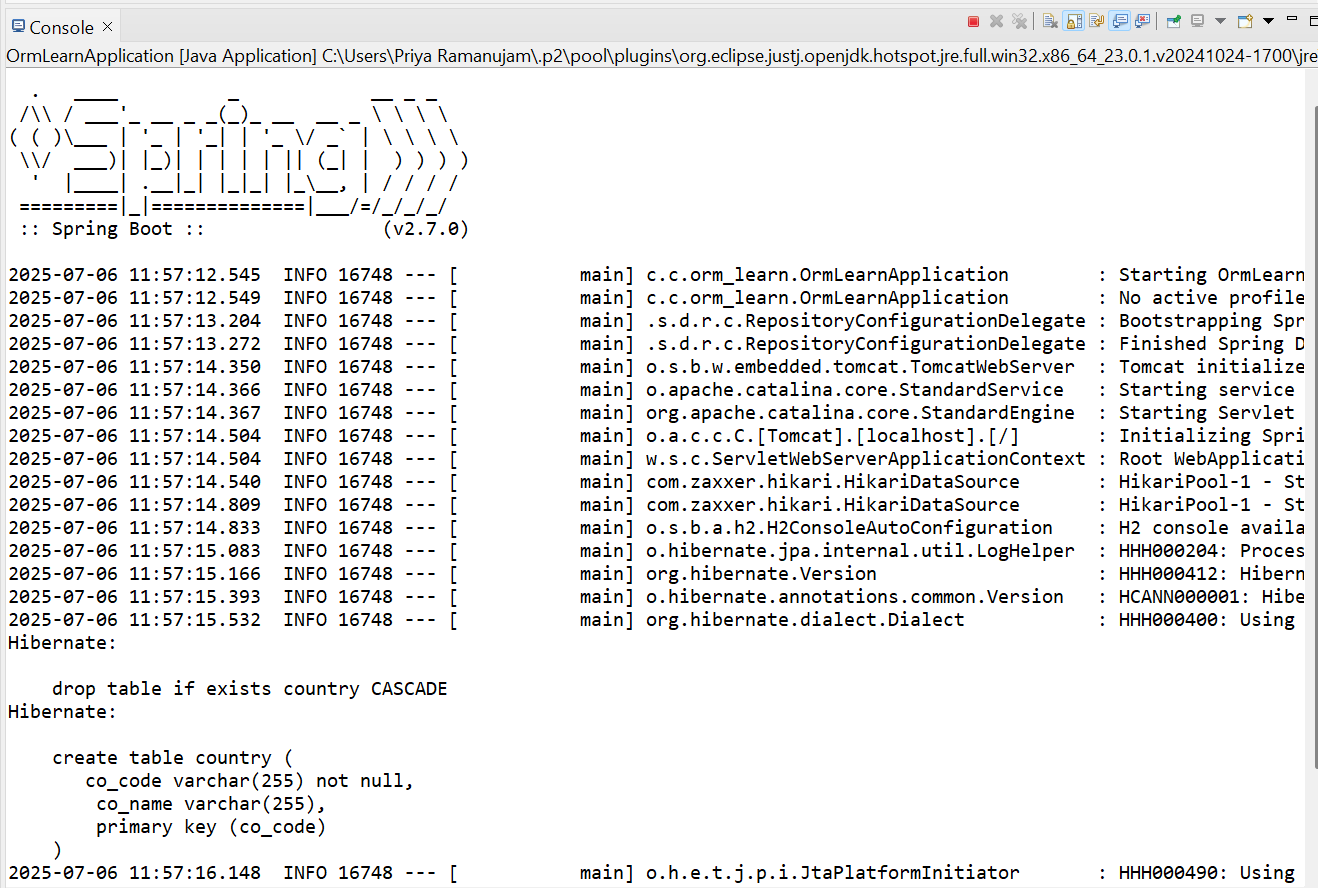 Console
OrmLearnApplication [Java Application] C:\Users\Priya Ramanujam\.p2\pool\plugins\org.eclipse.justj.openjdk.hotspot.jre.full.win32.x86_64_23.0.1.v20241024-1700\jre
  .   ____          _            __ _ _
 /\\ / ___'_ __ _ _(_)_ __  __ _ \ \ \ \
( ( )\___ | '_ | '_| | '_ \/ _` | \ \ \ \
 \\/  ___)| |_)| | | | | || (_| |  ) ) ) )
  '  |____| .__|_| |_|_| |_\__, | / / / /
 =========|_|==============|___/=/_/_/_/
 :: Spring Boot ::                (v2.7.0)
2025-07-06 11:57:12.545  INFO 16748 --- [           main] c.c.orm_learn.OrmLearnApplication        : Starting OrmLearn
2025-07-06 11:57:12.549  INFO 16748 --- [           main] c.c.orm_learn.OrmLearnApplication        : No active profile
2025-07-06 11:57:13.204  INFO 16748 --- [           main] .s.d.r.c.RepositoryConfigurationDelegate : Bootstrapping Spr
2025-07-06 11:57:13.272  INFO 16748 --- [           main] .s.d.r.c.RepositoryConfigurationDelegate : Finished Spring D
2025-07-06 11:57:14.350  INFO 16748 --- [           main] o.s.b.w.embedded.tomcat.TomcatWebServer  : Tomcat initialize
2025-07-06 11:57:14.366  INFO 16748 --- [           main] o.apache.catalina.core.StandardService   : Starting service
2025-07-06 11:57:14.367  INFO 16748 --- [           main] org.apache.catalina.core.StandardEngine  : Starting Servlet
2025-07-06 11:57:14.504  INFO 16748 --- [           main] o.a.c.c.C.[Tomcat].[localhost].[/]       : Initializing Spri
2025-07-06 11:57:14.504  INFO 16748 --- [           main] w.s.c.ServletWebServerApplicationContext : Root WebApplicati
2025-07-06 11:57:14.540  INFO 16748 --- [           main] com.zaxxer.hikari.HikariDataSource       : HikariPool-1 - St
2025-07-06 11:57:14.809  INFO 16748 --- [           main] com.zaxxer.hikari.HikariDataSource       : HikariPool-1 - St
2025-07-06 11:57:14.833  INFO 16748 --- [           main] o.s.b.a.h2.H2ConsoleAutoConfiguration    : H2 console availa
2025-07-06 11:57:15.083  INFO 16748 --- [           main] o.hibernate.jpa.internal.util.LogHelper  : HHH000204: Proces
2025-07-06 11:57:15.166  INFO 16748 --- [           main] org.hibernate.Version                    : HHH000412: Hibern
2025-07-06 11:57:15.393  INFO 16748 --- [           main] o.hibernate.annotations.common.Version   : HCANN000001: Hibe
2025-07-06 11:57:15.532  INFO 16748 --- [           main] org.hibernate.dialect.Dialect            : HHH000400: Using
Hibernate:
    drop table if exists country CASCADE
Hibernate:
    create table country (
       co_code varchar(255) not null,
        co_name varchar(255),
        primary key (co_code)
    )
2025-07-06 11:57:16.148  INFO 16748 --- [           main] o.h.e.t.j.p.i.JtaPlatformInitiator       : HHH000490: Using